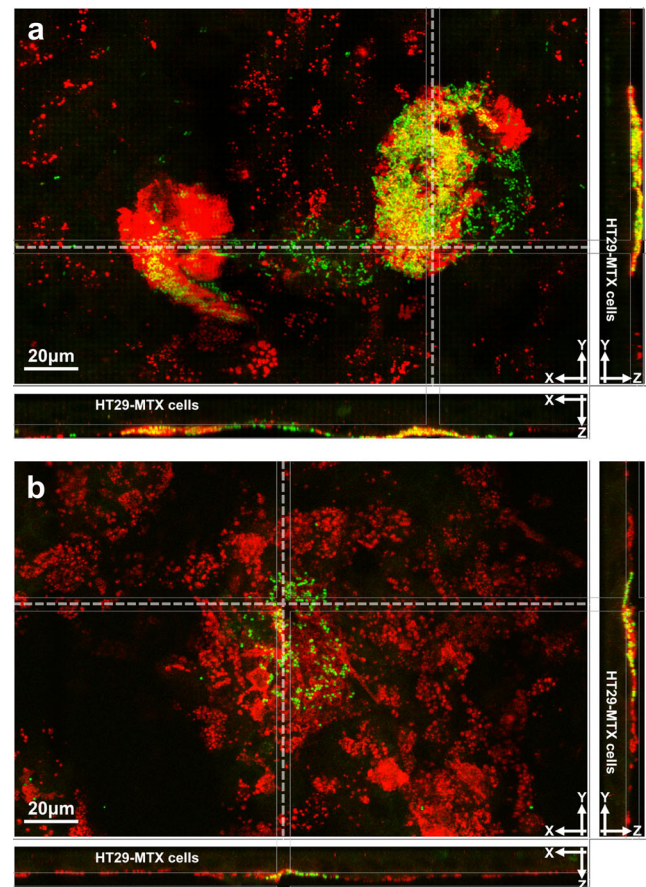 a
HT29-MTX cells
20μm
Y
X
Y
Z
HT29-MTX cells
X
Z
b
HT29-MTX cells
20μm
Y
X
Y
Z
HT29-MTX cells
X
Z